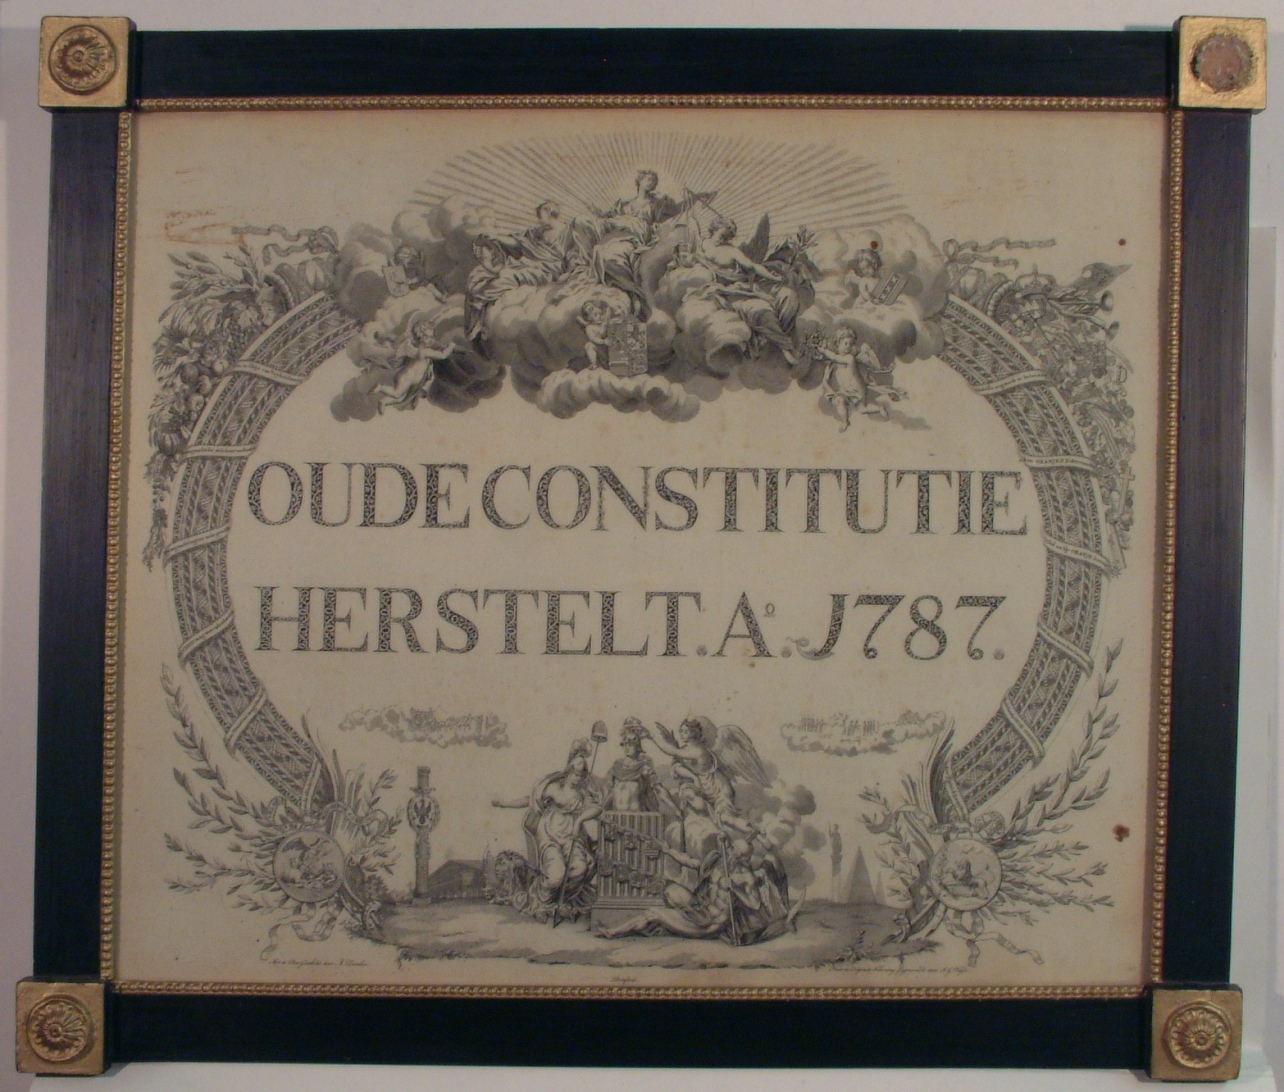 OUDE CONSTITUTIE
HERSTELT. Aº. J787.